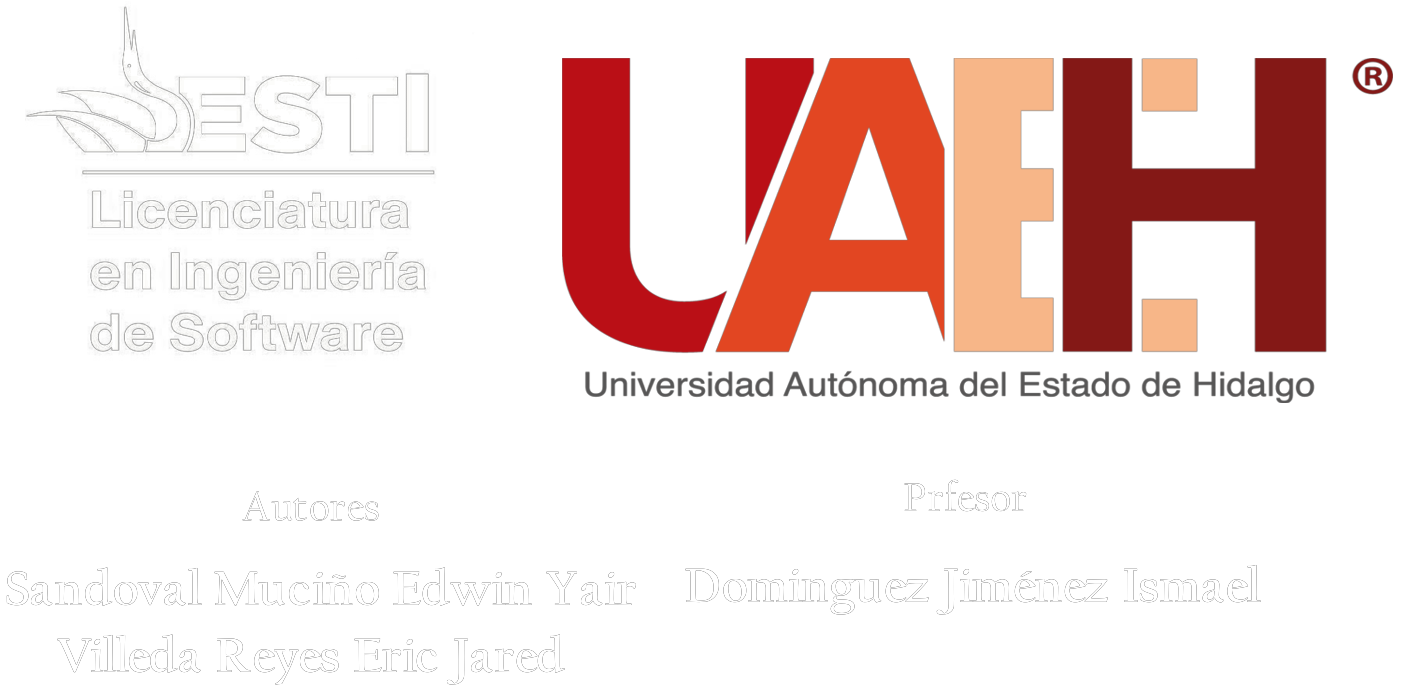 ESTI
Licenciatura
en Ingeniería
de Software
UAEH®
Universidad Autónoma del Estado de Hidalgo
Autores
Sandoval Muciño Edwin Yair
Villeda Reyes Eric Jared
Prfesor
Dominguez Jiménez Ismael